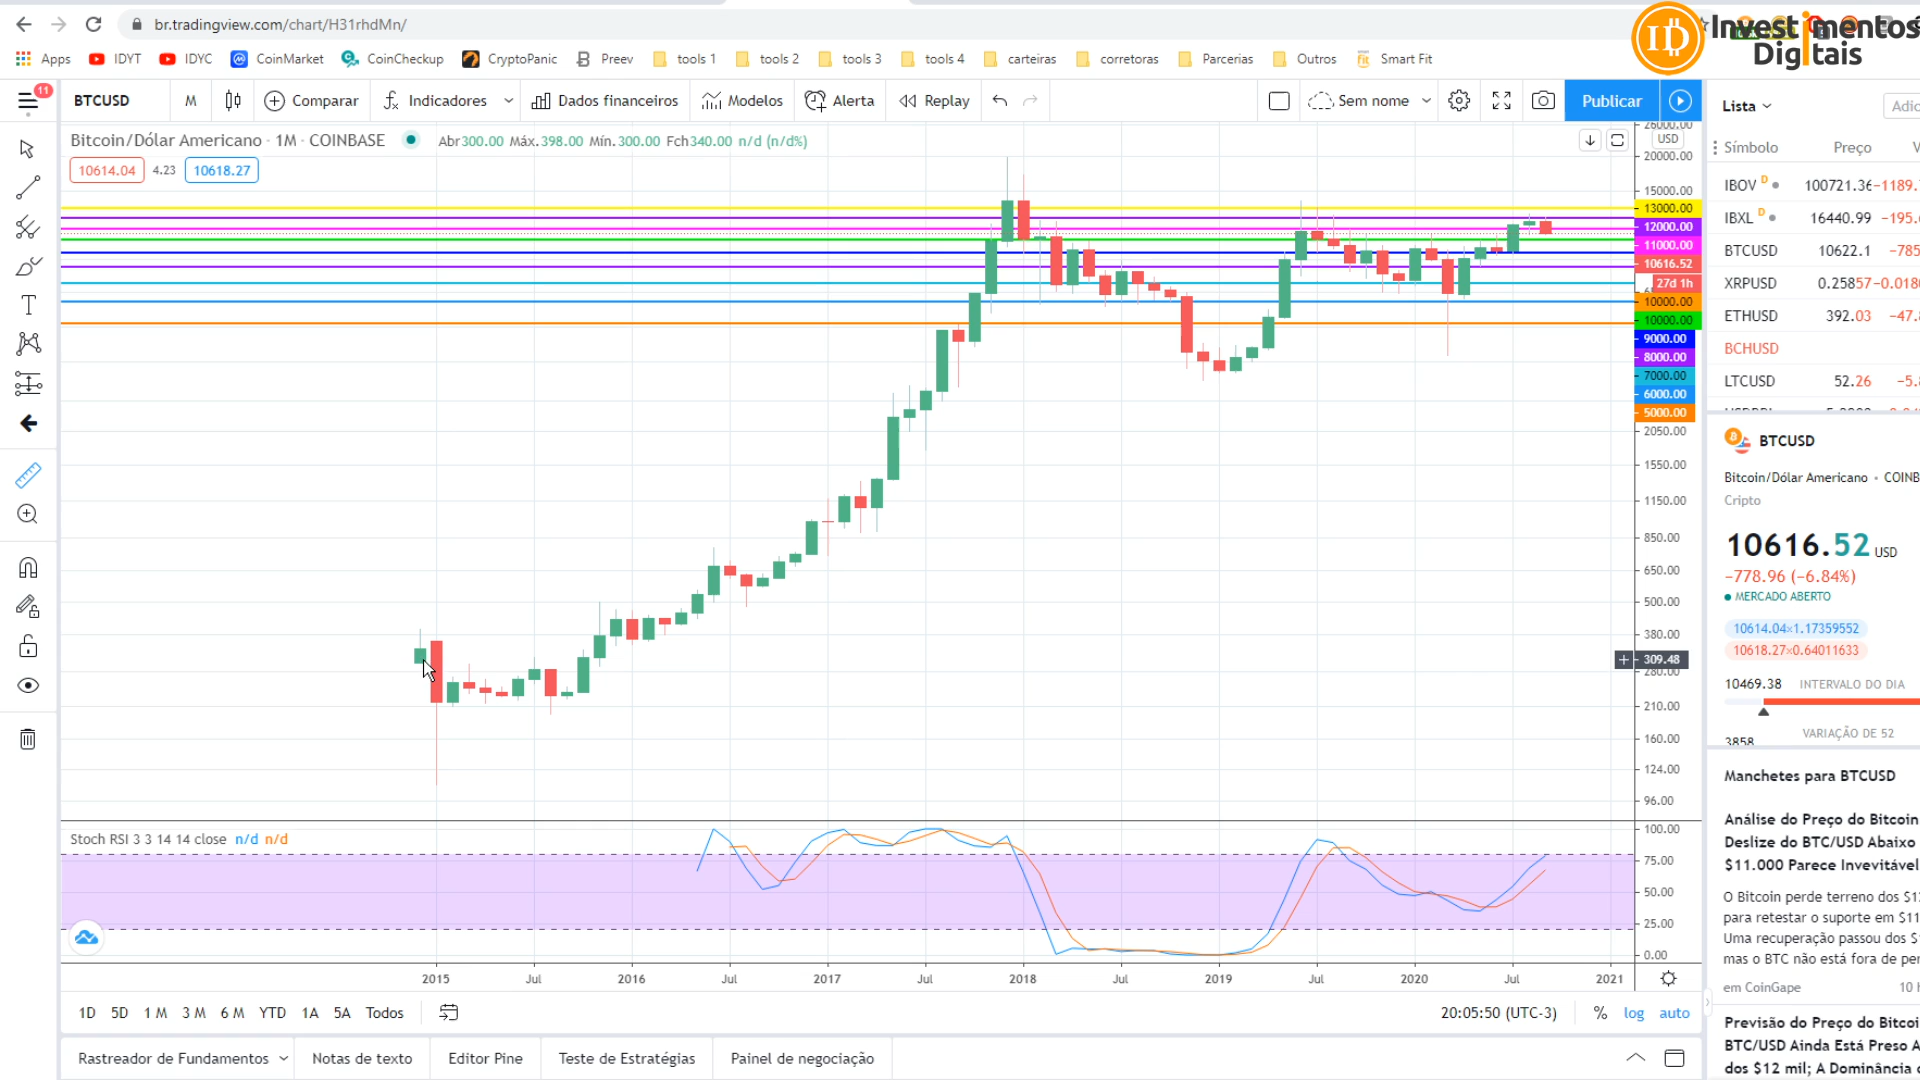 br.tradingview.com/chart/H31rhdMn/
Investimentos
Digitais
Apps IDYT IDYC CoinMarket CoinCheckup CryptoPanic Preev tools 1 tools 2 tools 3 tools 4 carteiras corretoras Parcerias Outros Smart Fit
BTCUSD M Comparar Indicadores Dados financeiros Modelos Alerta Replay Sem nome Publicar
11
Bitcoin/Dólar Americano · 1M · COINBASE Abr300.00 Máx.398.00 Mín.300.00 Fch340.00 n/d (n/d%)
10614.04 4.23 10618.27
USD
20000.00
15000.00
13000.00
12000.00
11000.00
10616.52
27d 1h
10000.00
10000.00
9000.00
8000.00
7000.00
6000.00
5000.00
2050.00
1550.00
1150.00
850.00
650.00
500.00
380.00
309.48
280.00
210.00
160.00
124.00
96.00
Stoch RSI 3 3 14 14 close n/d n/d
100.00
75.00
50.00
25.00
0.00
2015 Jul 2016 Jul 2017 Jul 2018 Jul 2019 Jul 2020 Jul 2021
1D 5D 1 M 3 M 6 M YTD 1A 5A Todos
20:05:50 (UTC-3) % log auto
Rastreador de Fundamentos Notas de texto Editor Pine Teste de Estratégias Painel de negociação
Lista Adic
Símbolo Preço V
IBOV D 100721.36 -1189.
IBXL D 16440.99 -195.
BTCUSD 10622.1 -785
XRPUSD 0.25857 -0.018
ETHUSD 392.03 -47.
BCHUSD
LTCUSD 52.26 -5.
BTCUSD
Bitcoin/Dólar Americano • COINB
Cripto
10616.52 USD
−778.96 (−6.84%)
MERCADO ABERTO
10614.04×1.17359552
10618.27×0.64011633
10469.38 INTERVALO DO DIA
3858 VARIAÇÃO DE 52
Manchetes para BTCUSD
Análise do Preço do Bitcoin
Deslize do BTC/USD Abaixo
$11.000 Parece Inevitável
O Bitcoin perde terreno dos $1
para retestar o suporte em $11
Uma recuperação passou dos $
mas o BTC não está fora de pe
em CoinGape 10
Previsão do Preço do Bitcoi
BTC/USD Ainda Está Preso A
dos $12 mil; A Dominância